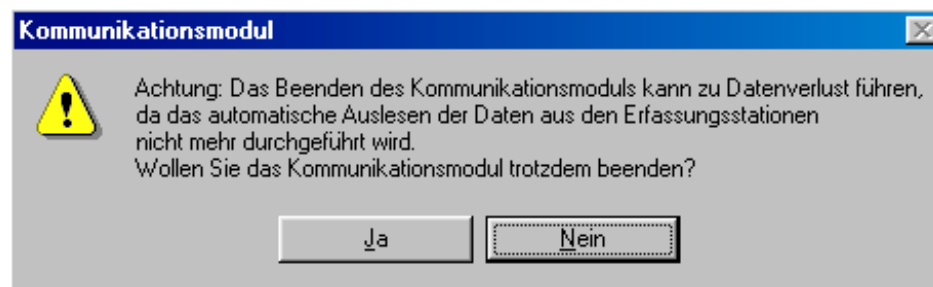 Kommunikationsmodul
Achtung: Das Beenden des Kommunikationsmoduls kann zu Datenverlust führen,
da das automatische Auslesen der Daten aus den Erfassungsstationen
nicht mehr durchgeführt wird.
Wollen Sie das Kommunikationsmodul trotzdem beenden?
Ja
Nein